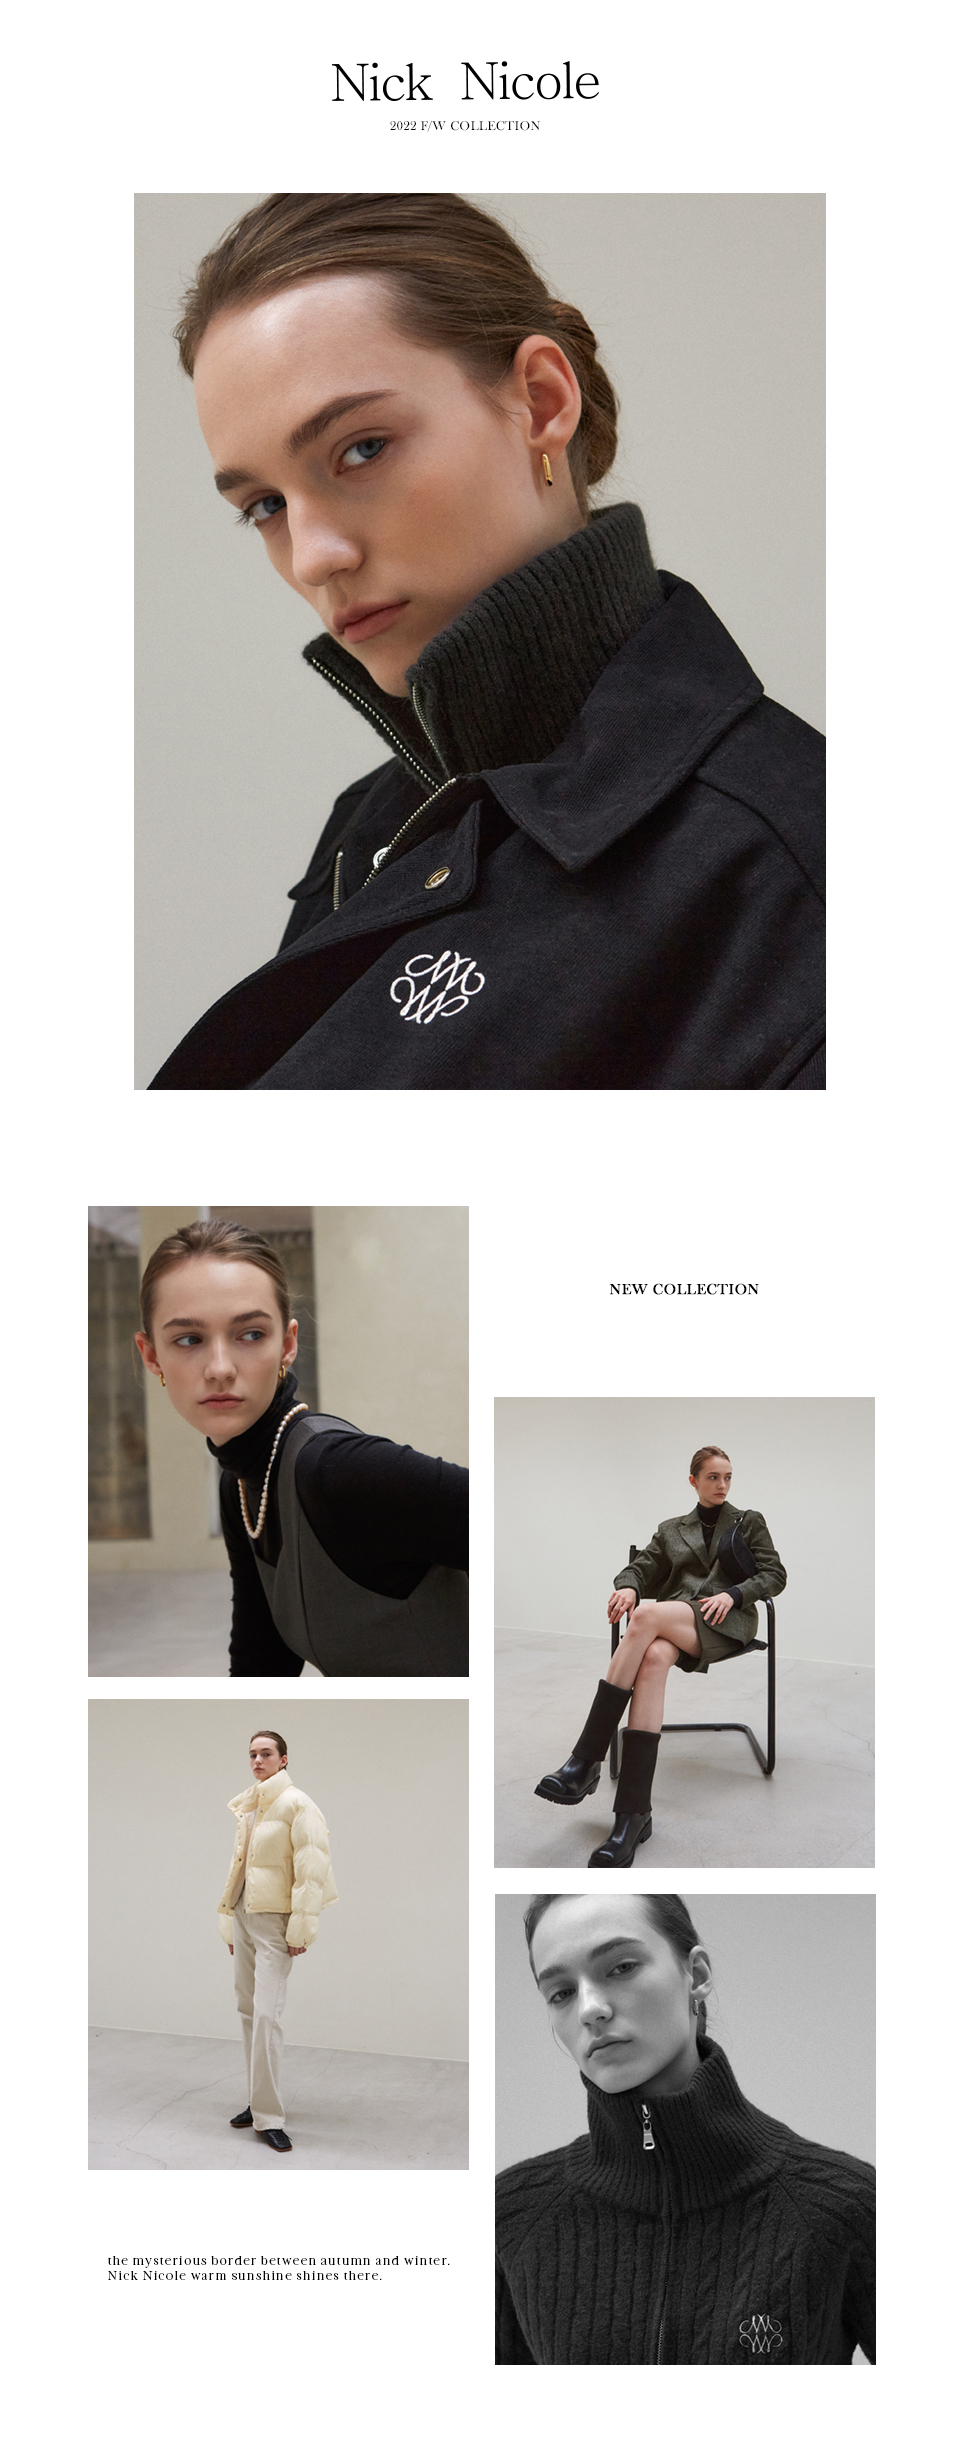 Nick Nicole
2022 F/W COLLECTION
NEW COLLECTION
the mysterious border between autumn and winter.
Nick Nicole warm sunshine shines there.